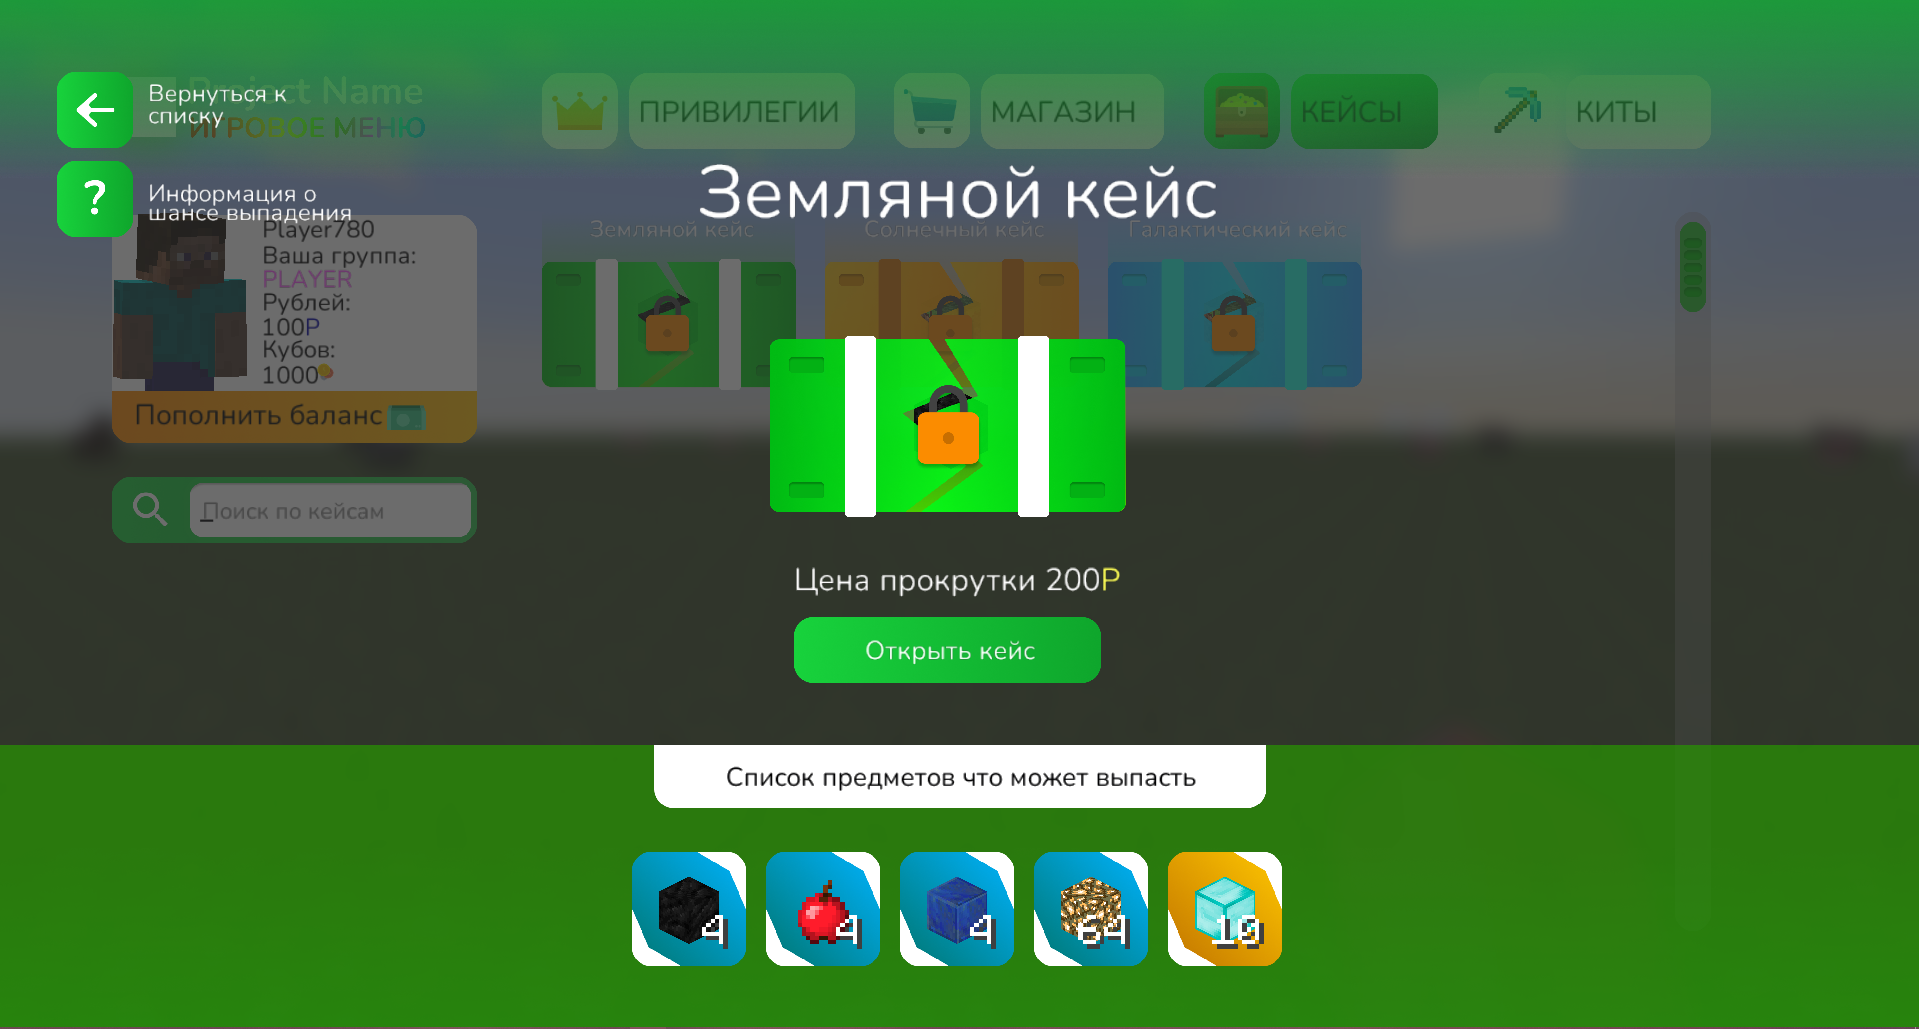 Вернуться к
списку
Project Name
ИГРОВОЕ МЕНЮ
ПРИВИЛЕГИИ
МАГАЗИН
КЕЙСЫ
КИТЫ
?
Информация о
шансе выпадения
Земляной кейс
Player780
Ваша группа:
PLAYER
Рублей:
100Р
Кубов:
1000
Пополнить баланс
Земляной кейс
Солнечный кейс
Галактический кейс
Поиск по кейсам
Цена прокрутки 200Р
Открыть кейс
Список предметов что может выпасть
4
4
4
64
10